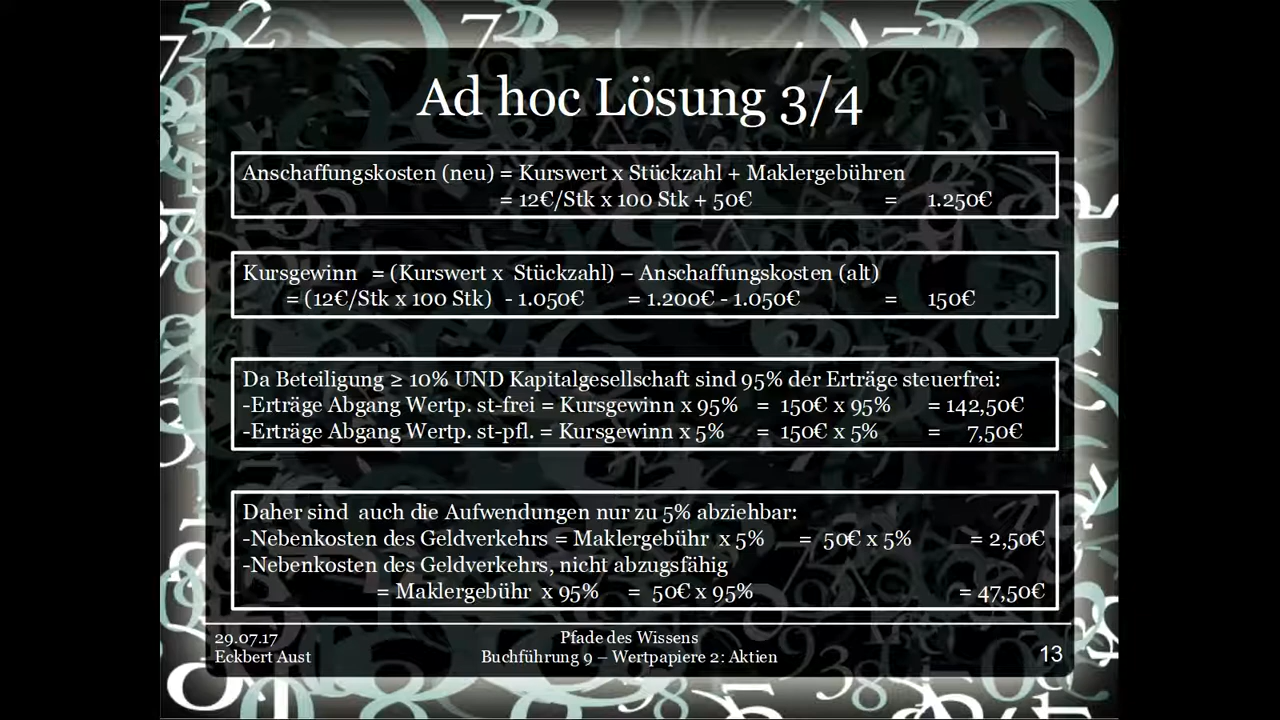 Ad hoc Lösung 3/4
Anschaffungskosten (neu) = Kurswert x Stückzahl + Maklergebühren
= 12€/Stk x 100 Stk + 50€ = 1.250€
Kursgewinn = (Kurswert x Stückzahl) – Anschaffungskosten (alt)
= (12€/Stk x 100 Stk) - 1.050€ = 1.200€ - 1.050€ = 150€
Da Beteiligung ≥ 10% UND Kapitalgesellschaft sind 95% der Erträge steuerfrei:
-Erträge Abgang Wertp. st-frei = Kursgewinn x 95% = 150€ x 95% = 142,50€
-Erträge Abgang Wertp. st-pfl. = Kursgewinn x 5% = 150€ x 5% = 7,50€
Daher sind auch die Aufwendungen nur zu 5% abziehbar:
-Nebenkosten des Geldverkehrs = Maklergebühr x 5% = 50€ x 5% = 2,50€
-Nebenkosten des Geldverkehrs, nicht abzugsfähig
= Maklergebühr x 95% = 50€ x 95% = 47,50€
29.07.17
Eckbert Aust
Pfade des Wissens
Buchführung 9 – Wertpapiere 2: Aktien
13